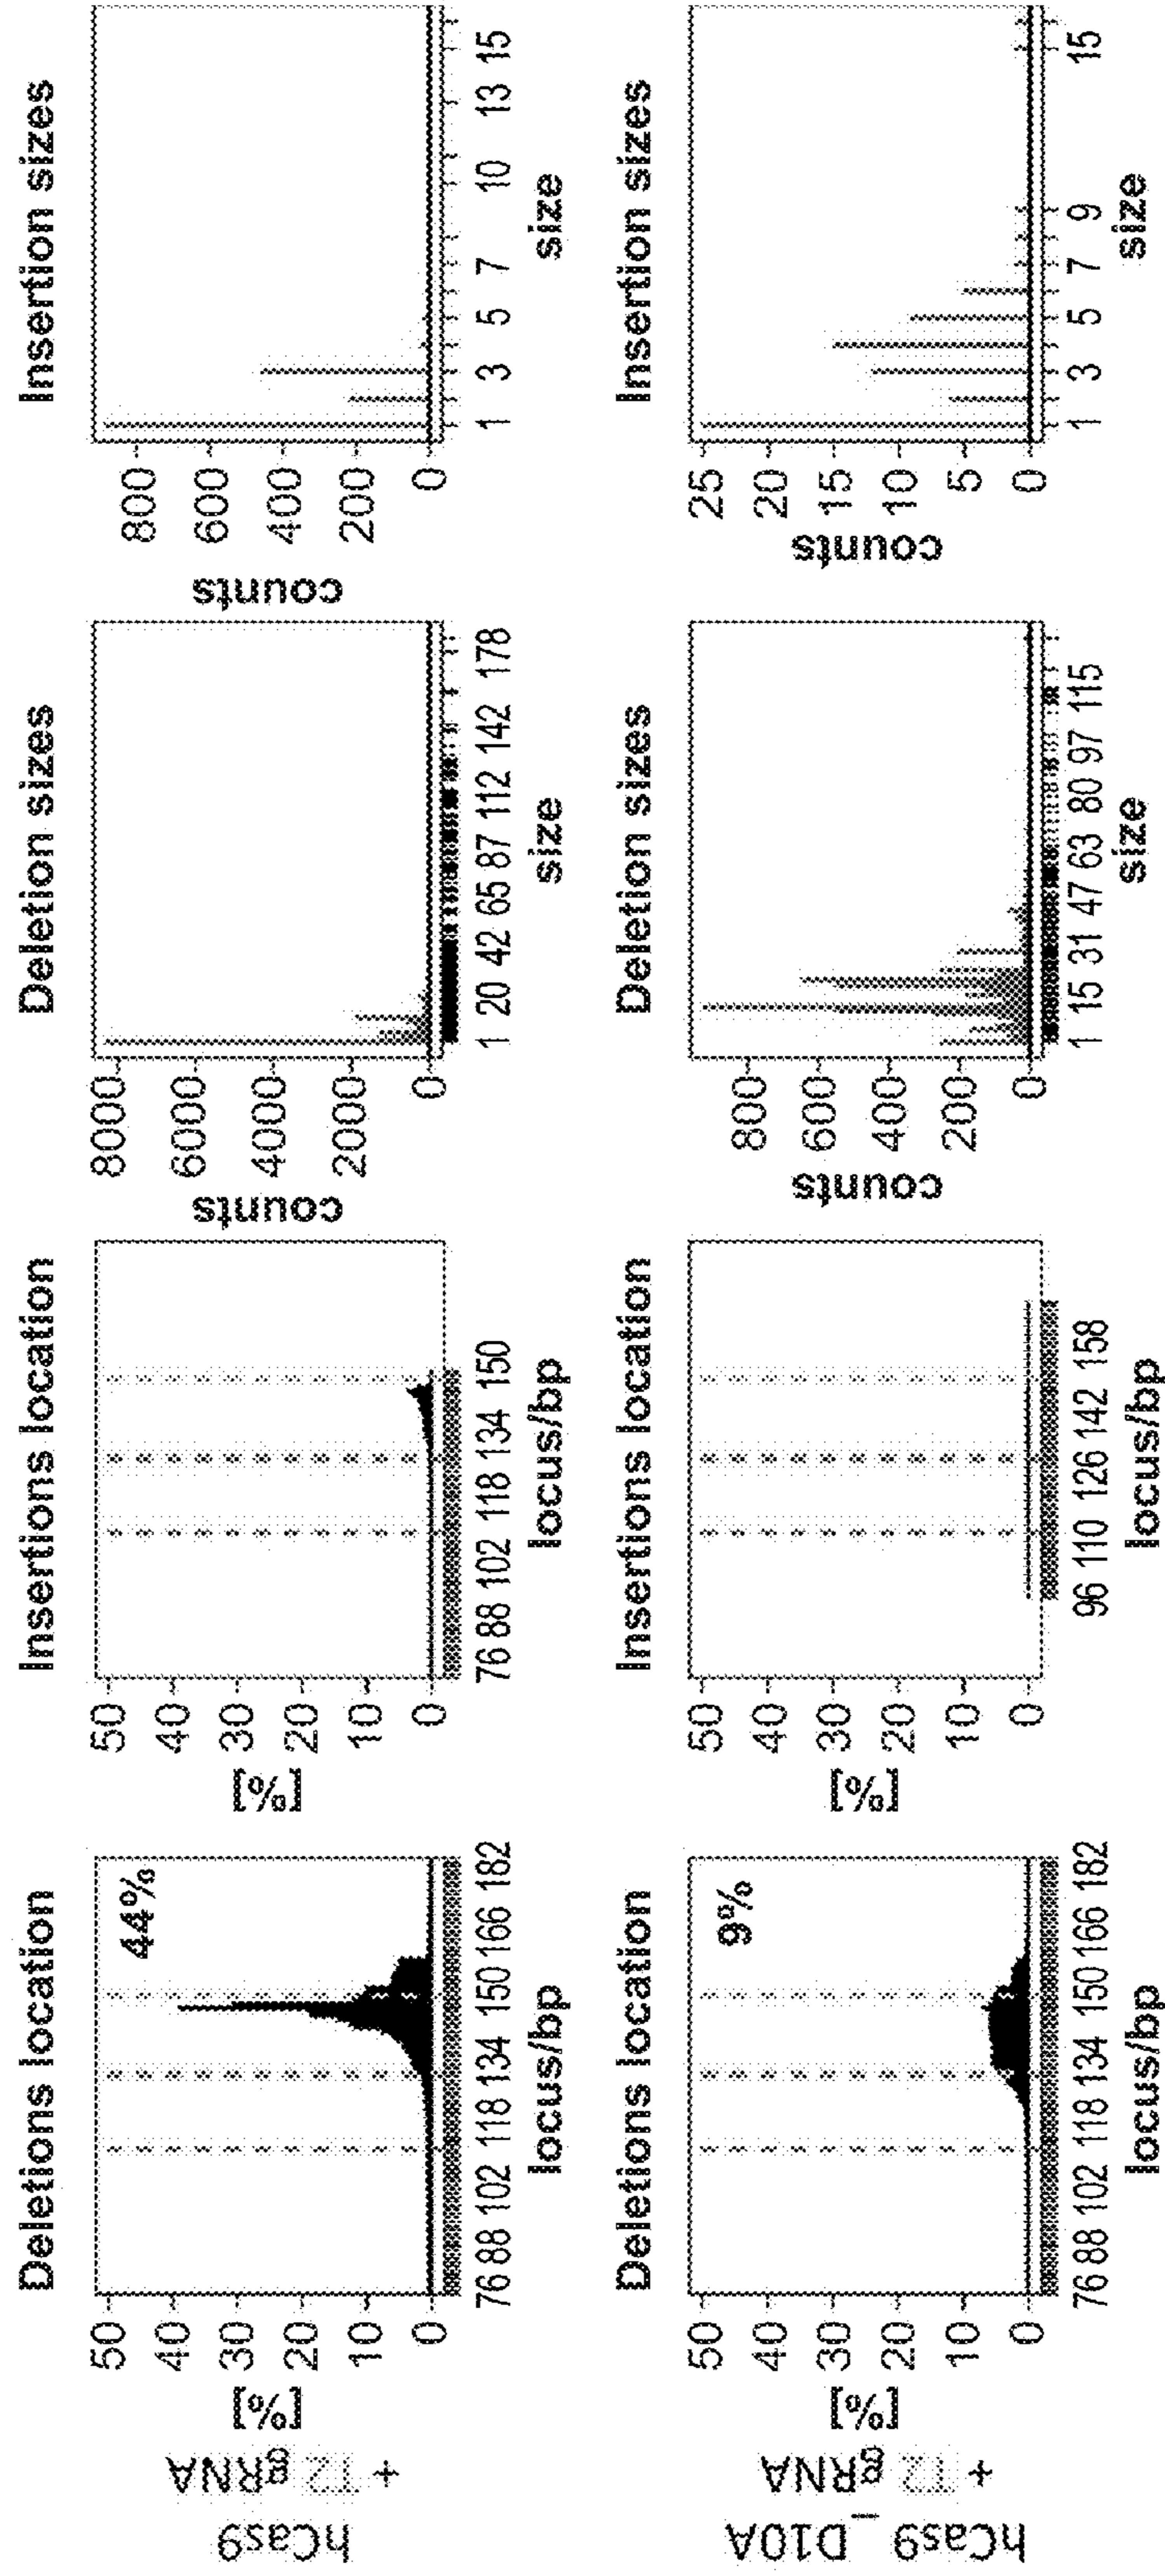 hCas9
+ T2 gRNA
Deletions location
[%]
50
40
30
20
10
0
44%
76 88 102 118 134 150 166 182
locus/bp
Insertions location
[%]
50
40
30
20
10
0
76 88 102 118 134 150
locus/bp
Deletion sizes
counts
8000
6000
4000
2000
0
1 20 42 65 87 112 142 178
size
Insertion sizes
counts
800
600
400
200
0
1 3 5 7 10 13 15
size
hCas9_D10A
+ T2 gRNA
Deletions location
[%]
50
40
30
20
10
0
9%
76 88 102 118 134 150 166 182
locus/bp
Insertions location
[%]
50
40
30
20
10
0
96 110 126 142 158
locus/bp
Deletion sizes
counts
800
600
400
200
0
1 15 31 47 63 80 97 115
size
Insertion sizes
counts
25
20
15
10
5
0
1 3 5 7 9 15
size